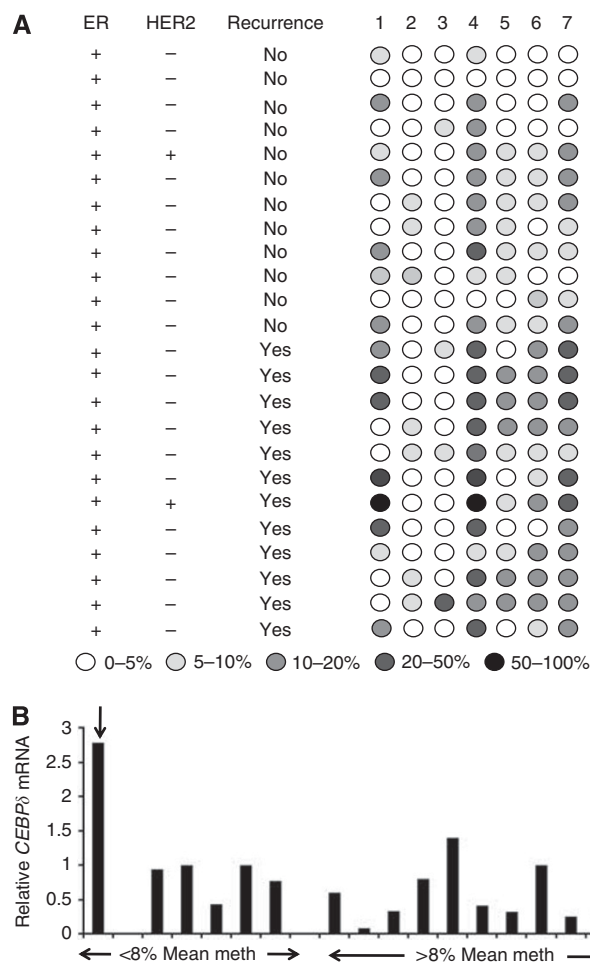 A ER HER2 Recurrence 1 2 3 4 5 6 7
+ – No
+ – No
+ – No
+ – No
+ + No
+ – No
+ – No
+ – No
+ – No
+ – No
+ – No
+ – No
+ – Yes
+ – Yes
+ – Yes
+ – Yes
+ – Yes
+ – Yes
+ + Yes
+ – Yes
+ – Yes
+ – Yes
+ – Yes
+ – Yes
0–5% 5–10% 10–20% 20–50% 50–100%
B
Relative CEBPδ mRNA
3
2.5
2
1.5
1
0.5
0
<8% Mean meth >8% Mean meth